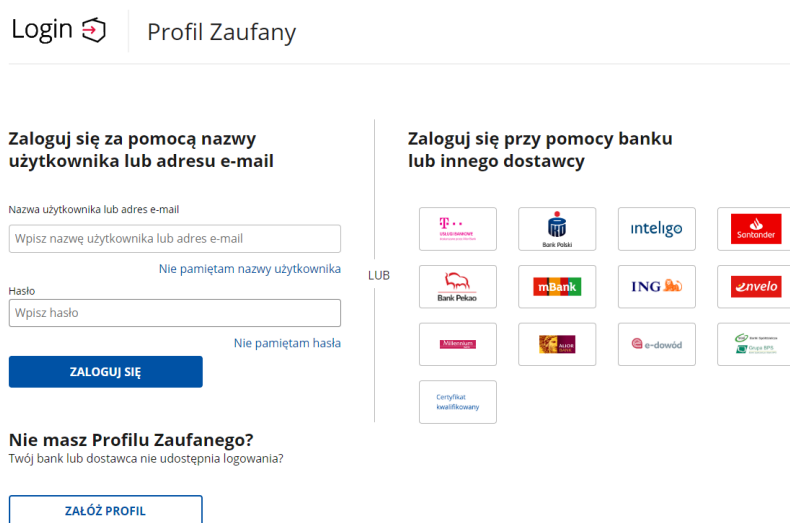 Login
Profil Zaufany
Zaloguj się za pomocą nazwy
użytkownika lub adresu e-mail
Nazwa użytkownika lub adres e-mail
Wpisz nazwę użytkownika lub adres e-mail
Nie pamiętam nazwy użytkownika
Hasło
Wpisz hasło
Nie pamiętam hasła
ZALOGUJ SIĘ
LUB
Zaloguj się przy pomocy banku
lub innego dostawcy
T
USŁUGI BANKOWE
Bank Polski
inteligo
Santander
Bank Pekao
mBank
ING
envelo
Millennium
ALIOR
BANK
e-dowód
Grupa BPS
Certyfikat
kwalifikowany
Nie masz Profilu Zaufanego?
Twój bank lub dostawca nie udostępnia logowania?
ZAŁÓŻ PROFIL